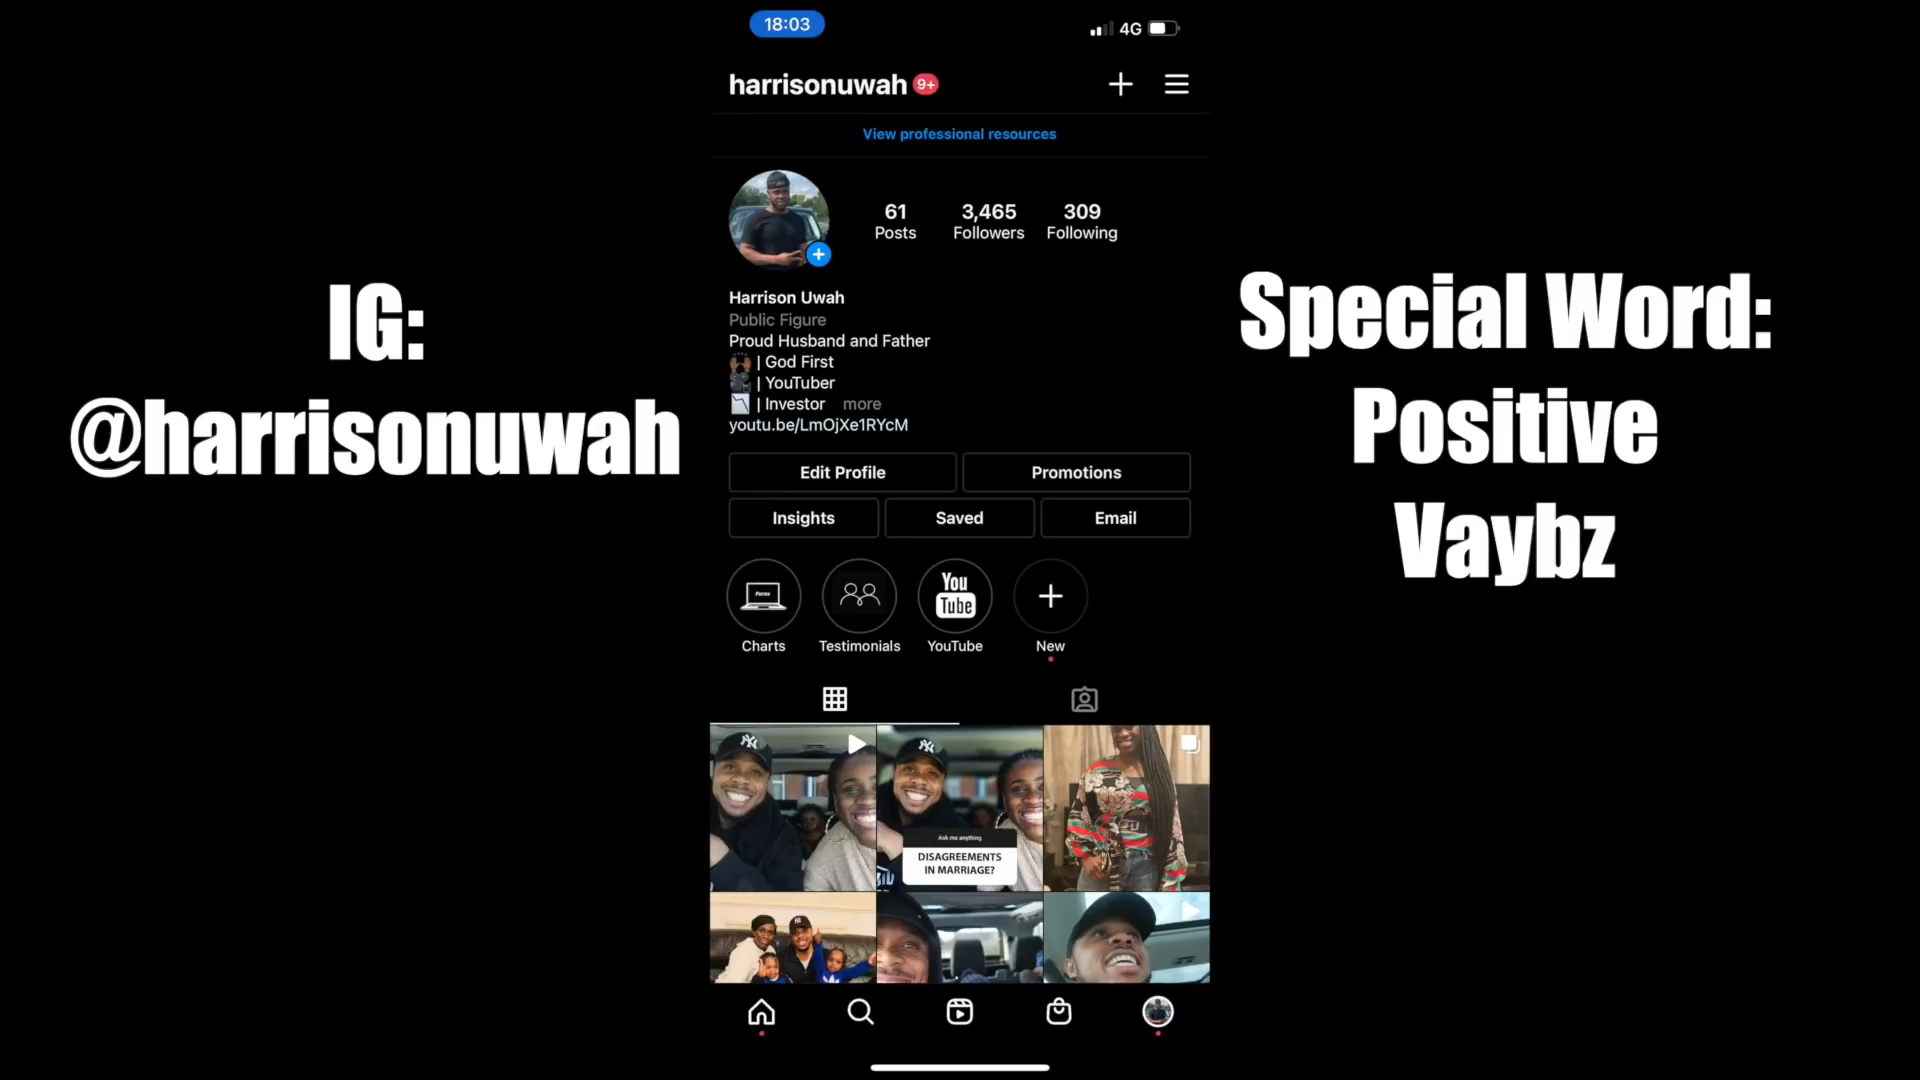 18:03
4G
harrisonuwah 9+
View professional resources
61
Posts
3,465
Followers
309
Following
Harrison Uwah
Public Figure
Proud Husband and Father
| God First
| YouTuber
| Investor more
youtu.be/LmOjXe1RYcM
Edit Profile
Promotions
Insights
Saved
Email
Forex
You
Tube
Charts
Testimonials
YouTube
New
Ask me anything
DISAGREEMENTS
IN MARRIAGE?
IG:
@harrisonuwah
Special Word:
Positive
Vaybz